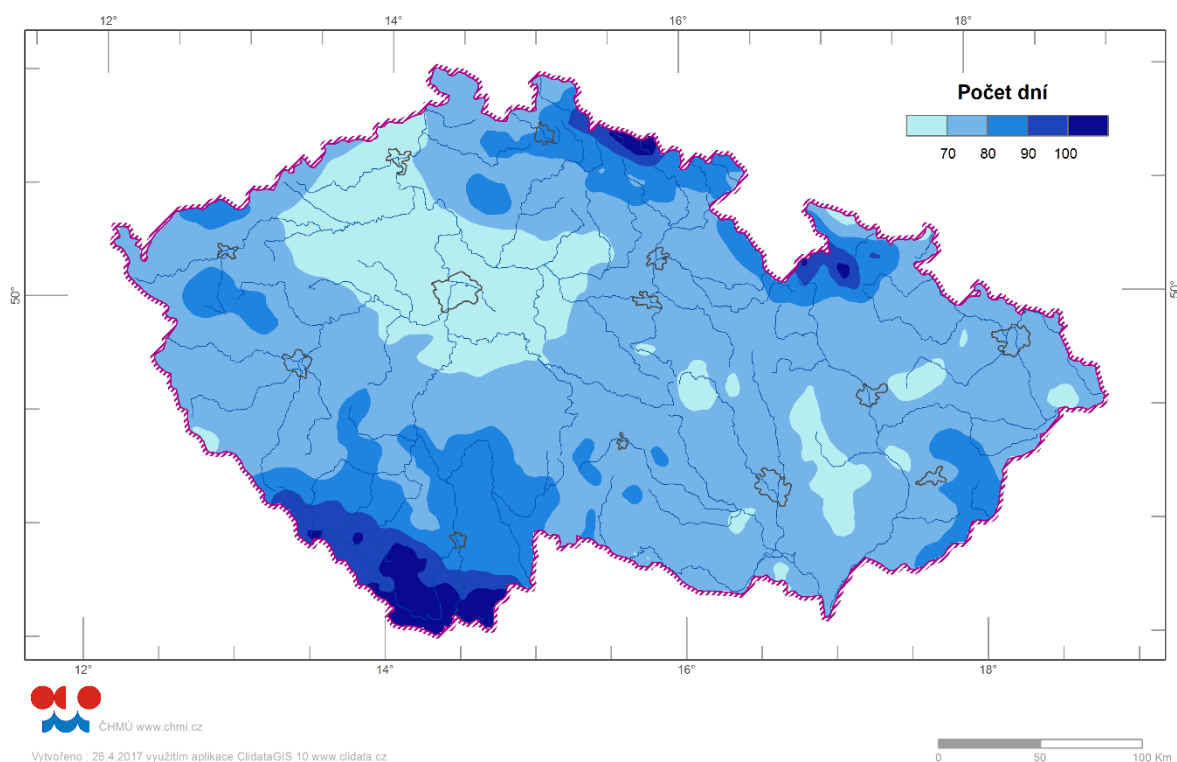 12°
14°
16°
18°
Počet dní
70 80 90 100
50°
50°
12°
14°
16°
18°
ČHMÚ www.chmi.cz
Vytvořeno : 26.4.2017 využitím aplikace ClidataGIS 10 www.clidata.cz
0 50 100 Km